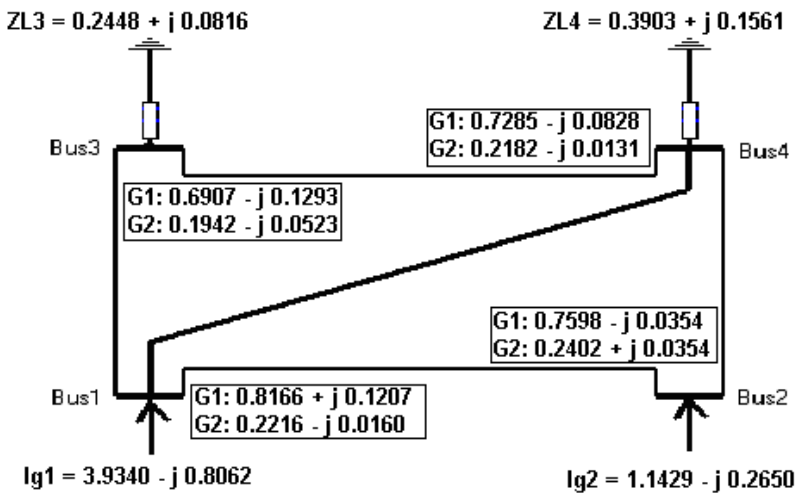 ZL3 = 0.2448 + j 0.0816
ZL4 = 0.3903 + j 0.1561
G1: 0.7285 - j 0.0828
G2: 0.2182 - j 0.0131
Bus3
Bus4
G1: 0.6907 - j 0.1293
G2: 0.1942 - j 0.0523
G1: 0.7598 - j 0.0354
G2: 0.2402 + j 0.0354
Bus1
G1: 0.8166 + j 0.1207
G2: 0.2216 - j 0.0160
Bus2
Ig1 = 3.9340 - j 0.8062
Ig2 = 1.1429 - j 0.2650